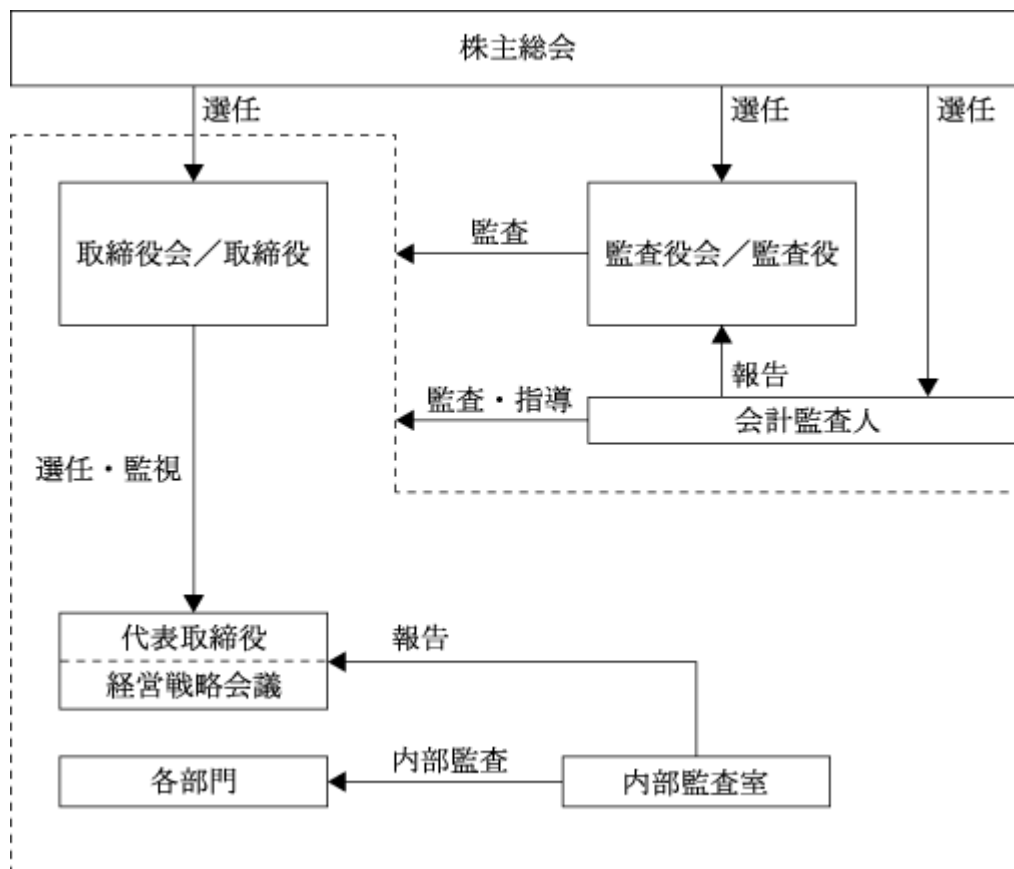 株主総会
選任
選任
選任
取締役会／取締役
監査
監査役会／監査役
報告
監査・指導
会計監査人
選任・監視
代表取締役
報告
経営戦略会議
各部門
内部監査
内部監査室